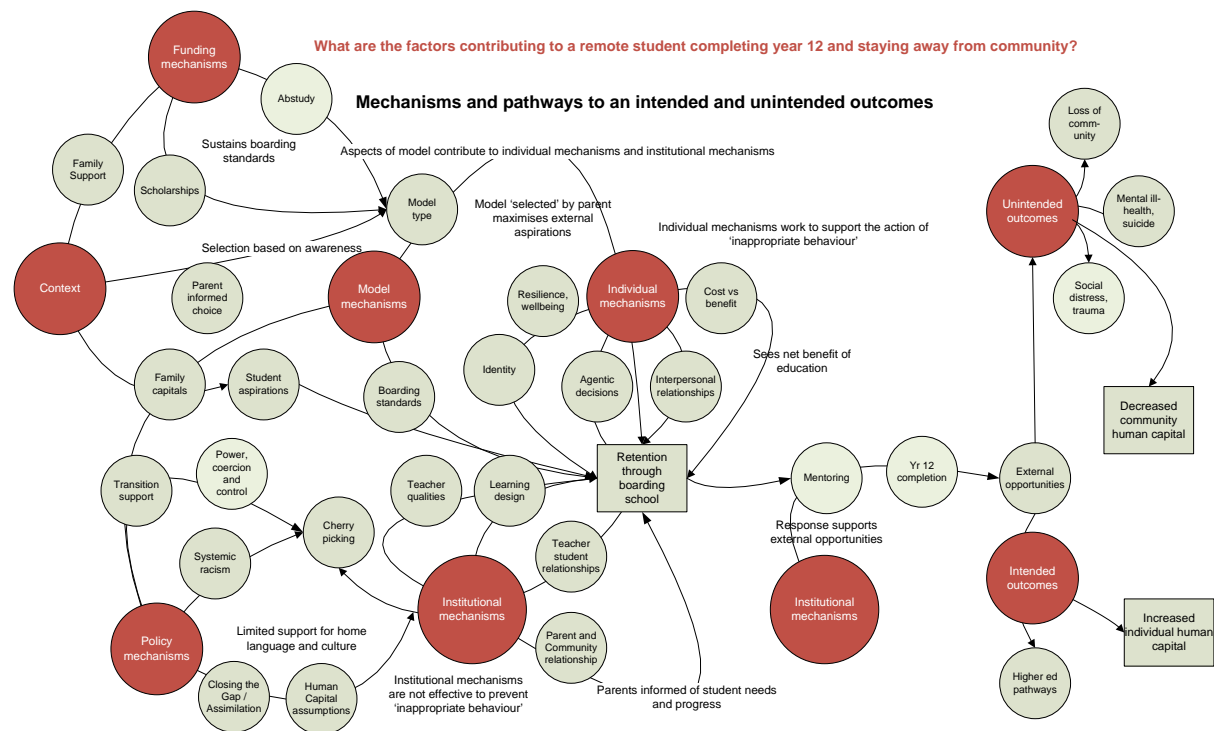 What are the factors contributing to a remote student completing year 12 and staying away from community?
Mechanisms and pathways to an intended and unintended outcomes
Funding
mechanisms
Abstudy
Sustains boarding
standards
Family
Support
Scholarships
Aspects of model contribute to individual mechanisms and institutional mechanisms
Model
type
Model ‘selected’ by parent
maximises external
aspirations
Individual mechanisms work to support the action of
‘inappropriate behaviour’
Selection based on awareness
Context
Parent
informed
choice
Model
mechanisms
Resilience,
wellbeing
Individual
mechanisms
Cost vs
benefit
Sees net benefit of
education
Family
capitals
Student
aspirations
Boarding
standards
Identity
Agentic
decisions
Interpersonal
relationships
Transition
support
Power,
coercion
and
control
Cherry
picking
Systemic
racism
Teacher
qualities
Learning
design
Retention
through
boarding
school
Teacher
student
relationships
Institutional
mechanisms
Parent and
Community
relationship
Policy
mechanisms
Limited support for home
language and culture
Closing the
Gap /
Assimilation
Human
Capital
assumptions
Institutional mechanisms
are not effective to prevent
‘inappropriate behaviour’
Parents informed of student needs
and progress
Mentoring
Yr 12
completion
Response supports
external opportunities
Institutional
mechanisms
External
opportunities
Loss of
comm-
unity
Unintended
outcomes
Mental ill-
health,
suicide
Social
distress,
trauma
Decreased
community
human capital
Intended
outcomes
Increased
individual human
capital
Higher ed
pathways